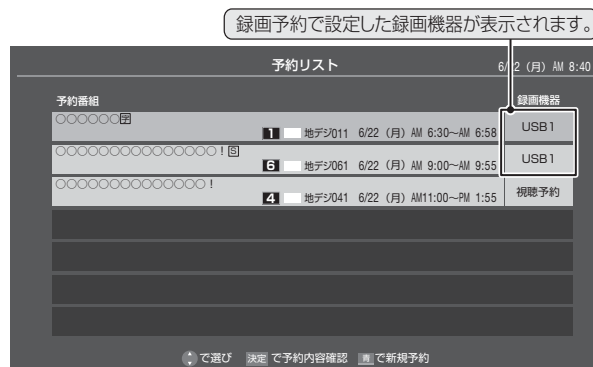 録画予約で設定した録画機器が表示されます。
予約リスト 6/22（月）AM 8:40
予約番組 録画機器
○○○○○○字
1 地デジ011 6/22（月）AM 6:30～AM 6:58 USB1
○○○○○○○○○○○○○○○！S
6 地デジ061 6/22（月）AM 9:00～AM 9:55 USB1
○○○○○○○○○○○○○○！
4 地デジ041 6/22（月）AM11:00～PM 1:55 視聴予約
で選び 決定 で予約内容確認 青 で新規予約